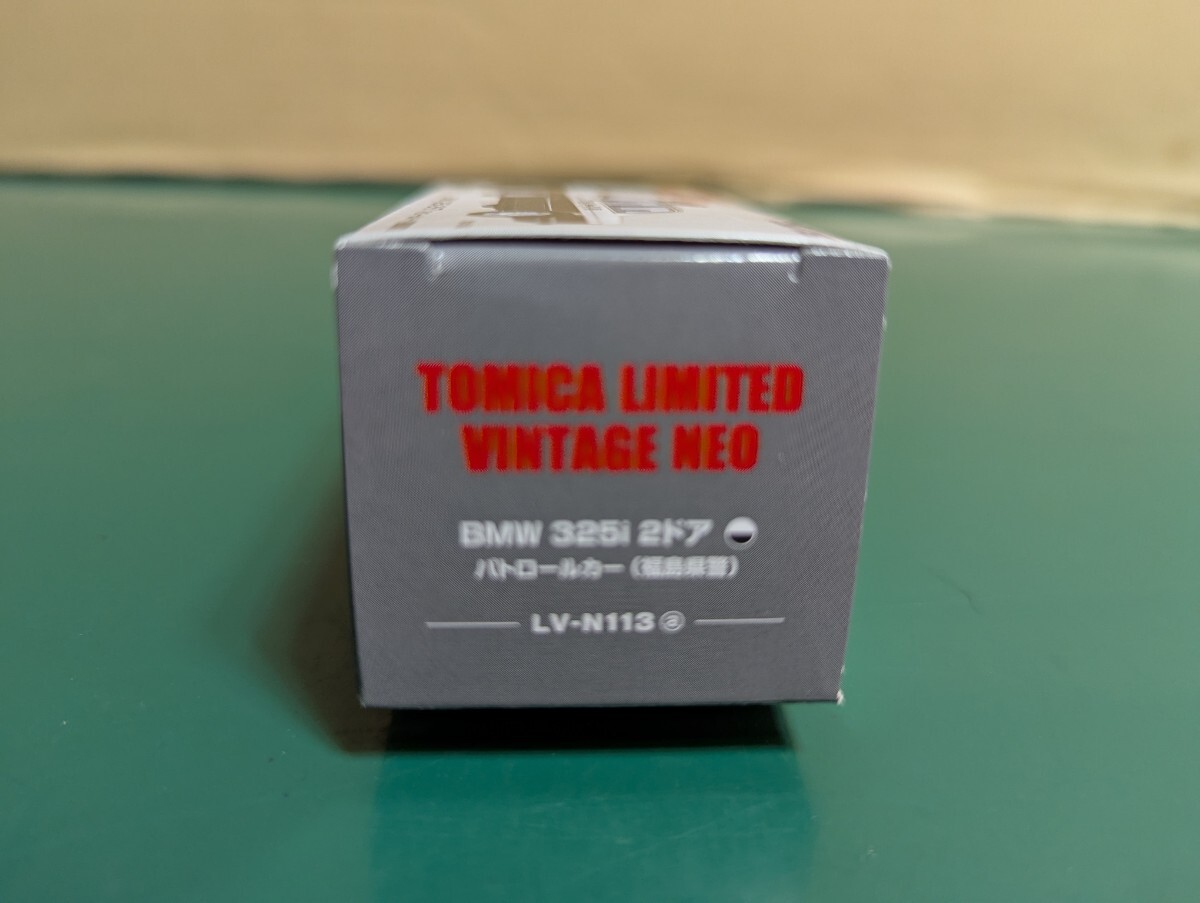 TOMICA LIMITED
VINTAGE NEO
BMW 325i 2ドア
パトロールカー（福島県警）
LV-N113ⓐ